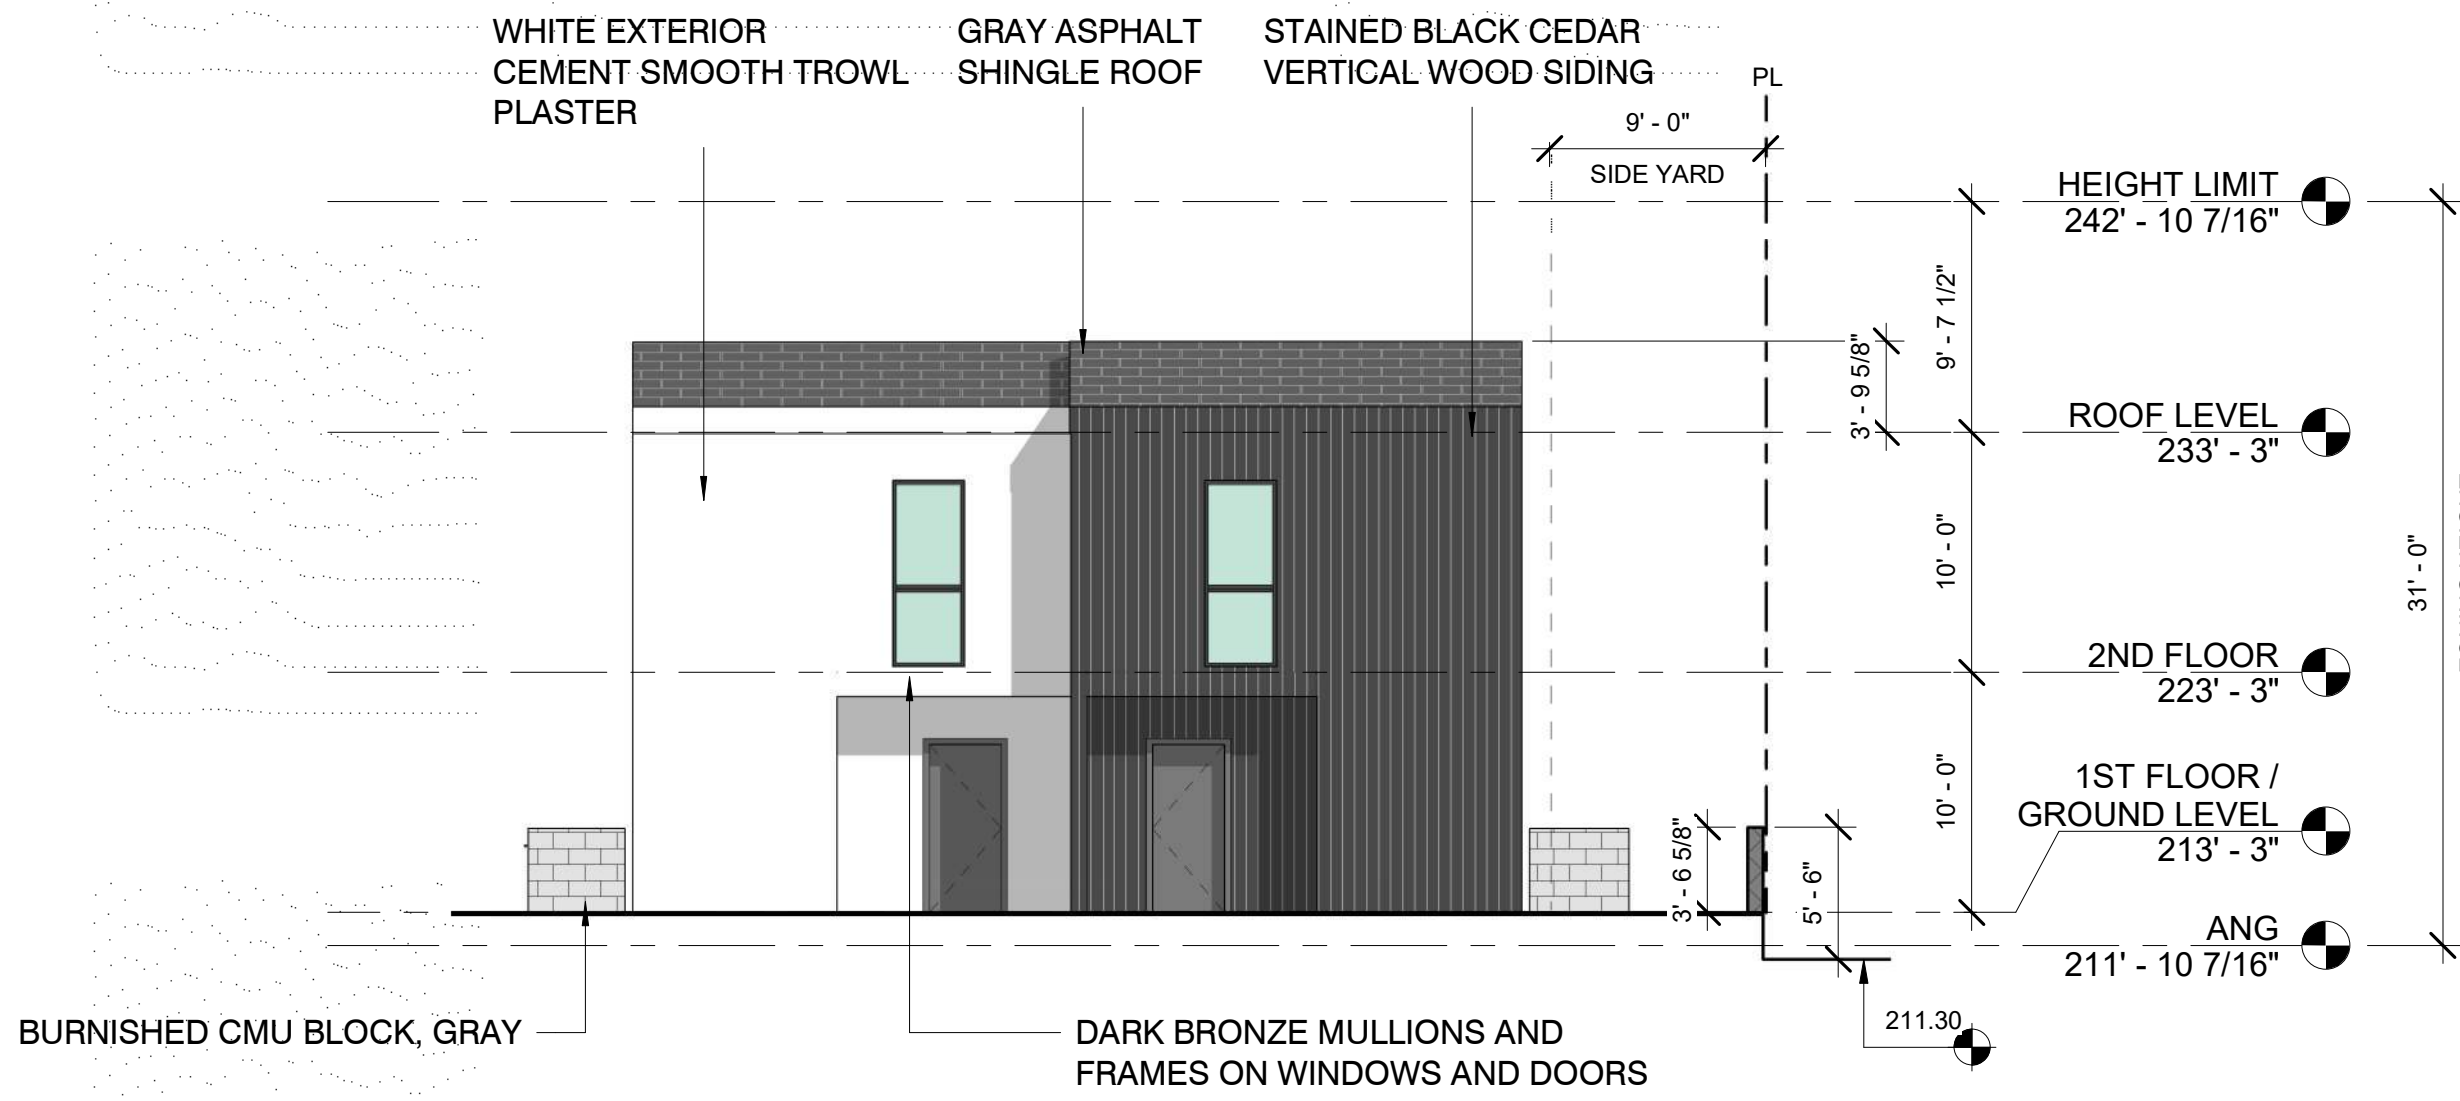 WHITE EXTERIOR
CEMENT SMOOTH TROWL
PLASTER
GRAY ASPHALT
SHINGLE ROOF
STAINED BLACK CEDAR
VERTICAL WOOD SIDING
PL
9' - 0"
SIDE YARD
HEIGHT LIMIT
242' - 10 7/16"
9' - 7 1/2"
3' - 9 5/8"
ROOF LEVEL
233' - 3"
10' - 0"
31' - 0"
2ND FLOOR
223' - 3"
1ST FLOOR /
GROUND LEVEL
213' - 3"
10' - 0"
3' - 6 5/8"
5' - 6"
ANG
211' - 10 7/16"
211.30
BURNISHED CMU BLOCK, GRAY
DARK BRONZE MULLIONS AND
FRAMES ON WINDOWS AND DOORS